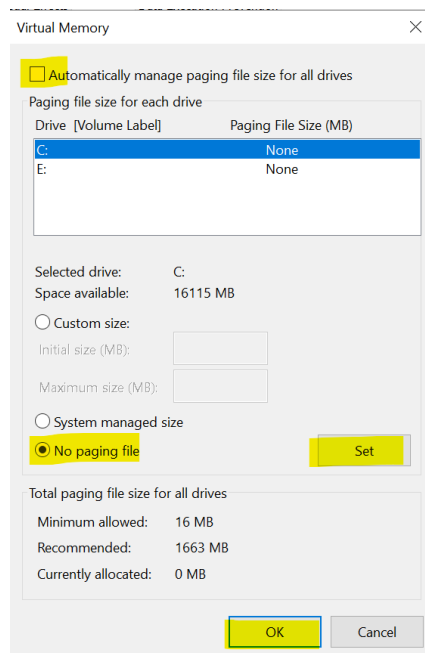 Virtual Memory
Automatically manage paging file size for all drives
Paging file size for each drive
Drive [Volume Label] Paging File Size (MB)
C: None
E: None
Selected drive: C:
Space available: 16115 MB
Custom size:
Initial size (MB):
Maximum size (MB):
System managed size
No paging file Set
Total paging file size for all drives
Minimum allowed: 16 MB
Recommended: 1663 MB
Currently allocated: 0 MB
OK Cancel